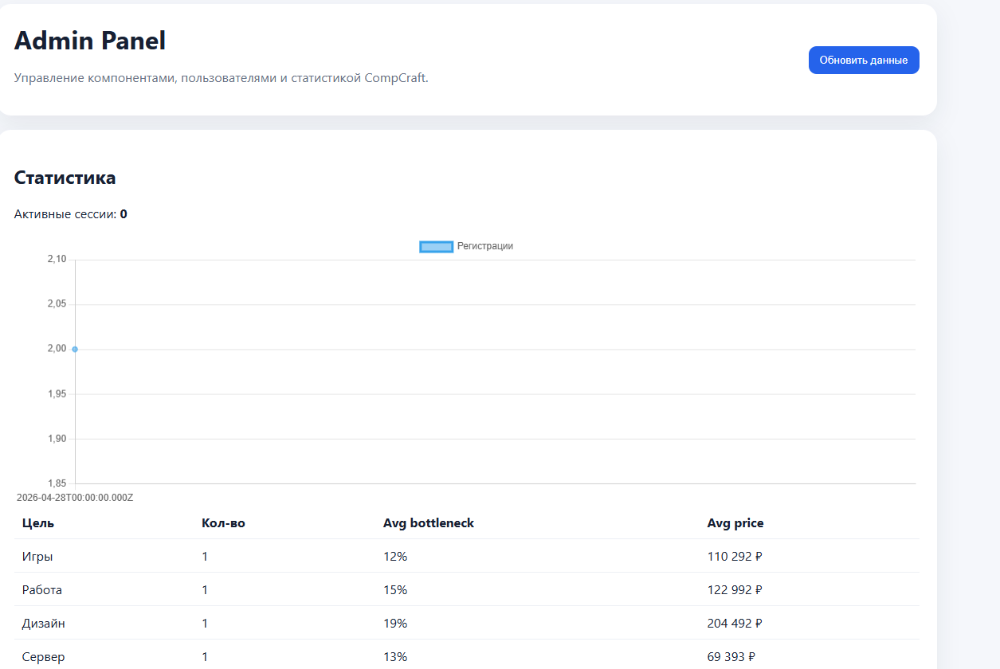 Admin Panel
Обновить данные
Управление компонентами, пользователями и статистикой CompCraft.
Статистика
Активные сессии: 0
Регистрации
2,10
2,05
2,00
1,95
1,90
1,85
2026-04-28T00:00:00.000Z
Цель Кол-во Avg bottleneck Avg price
Игры 1 12% 110 292 ₽
Работа 1 15% 122 992 ₽
Дизайн 1 19% 204 492 ₽
Сервер 1 13% 69 393 ₽